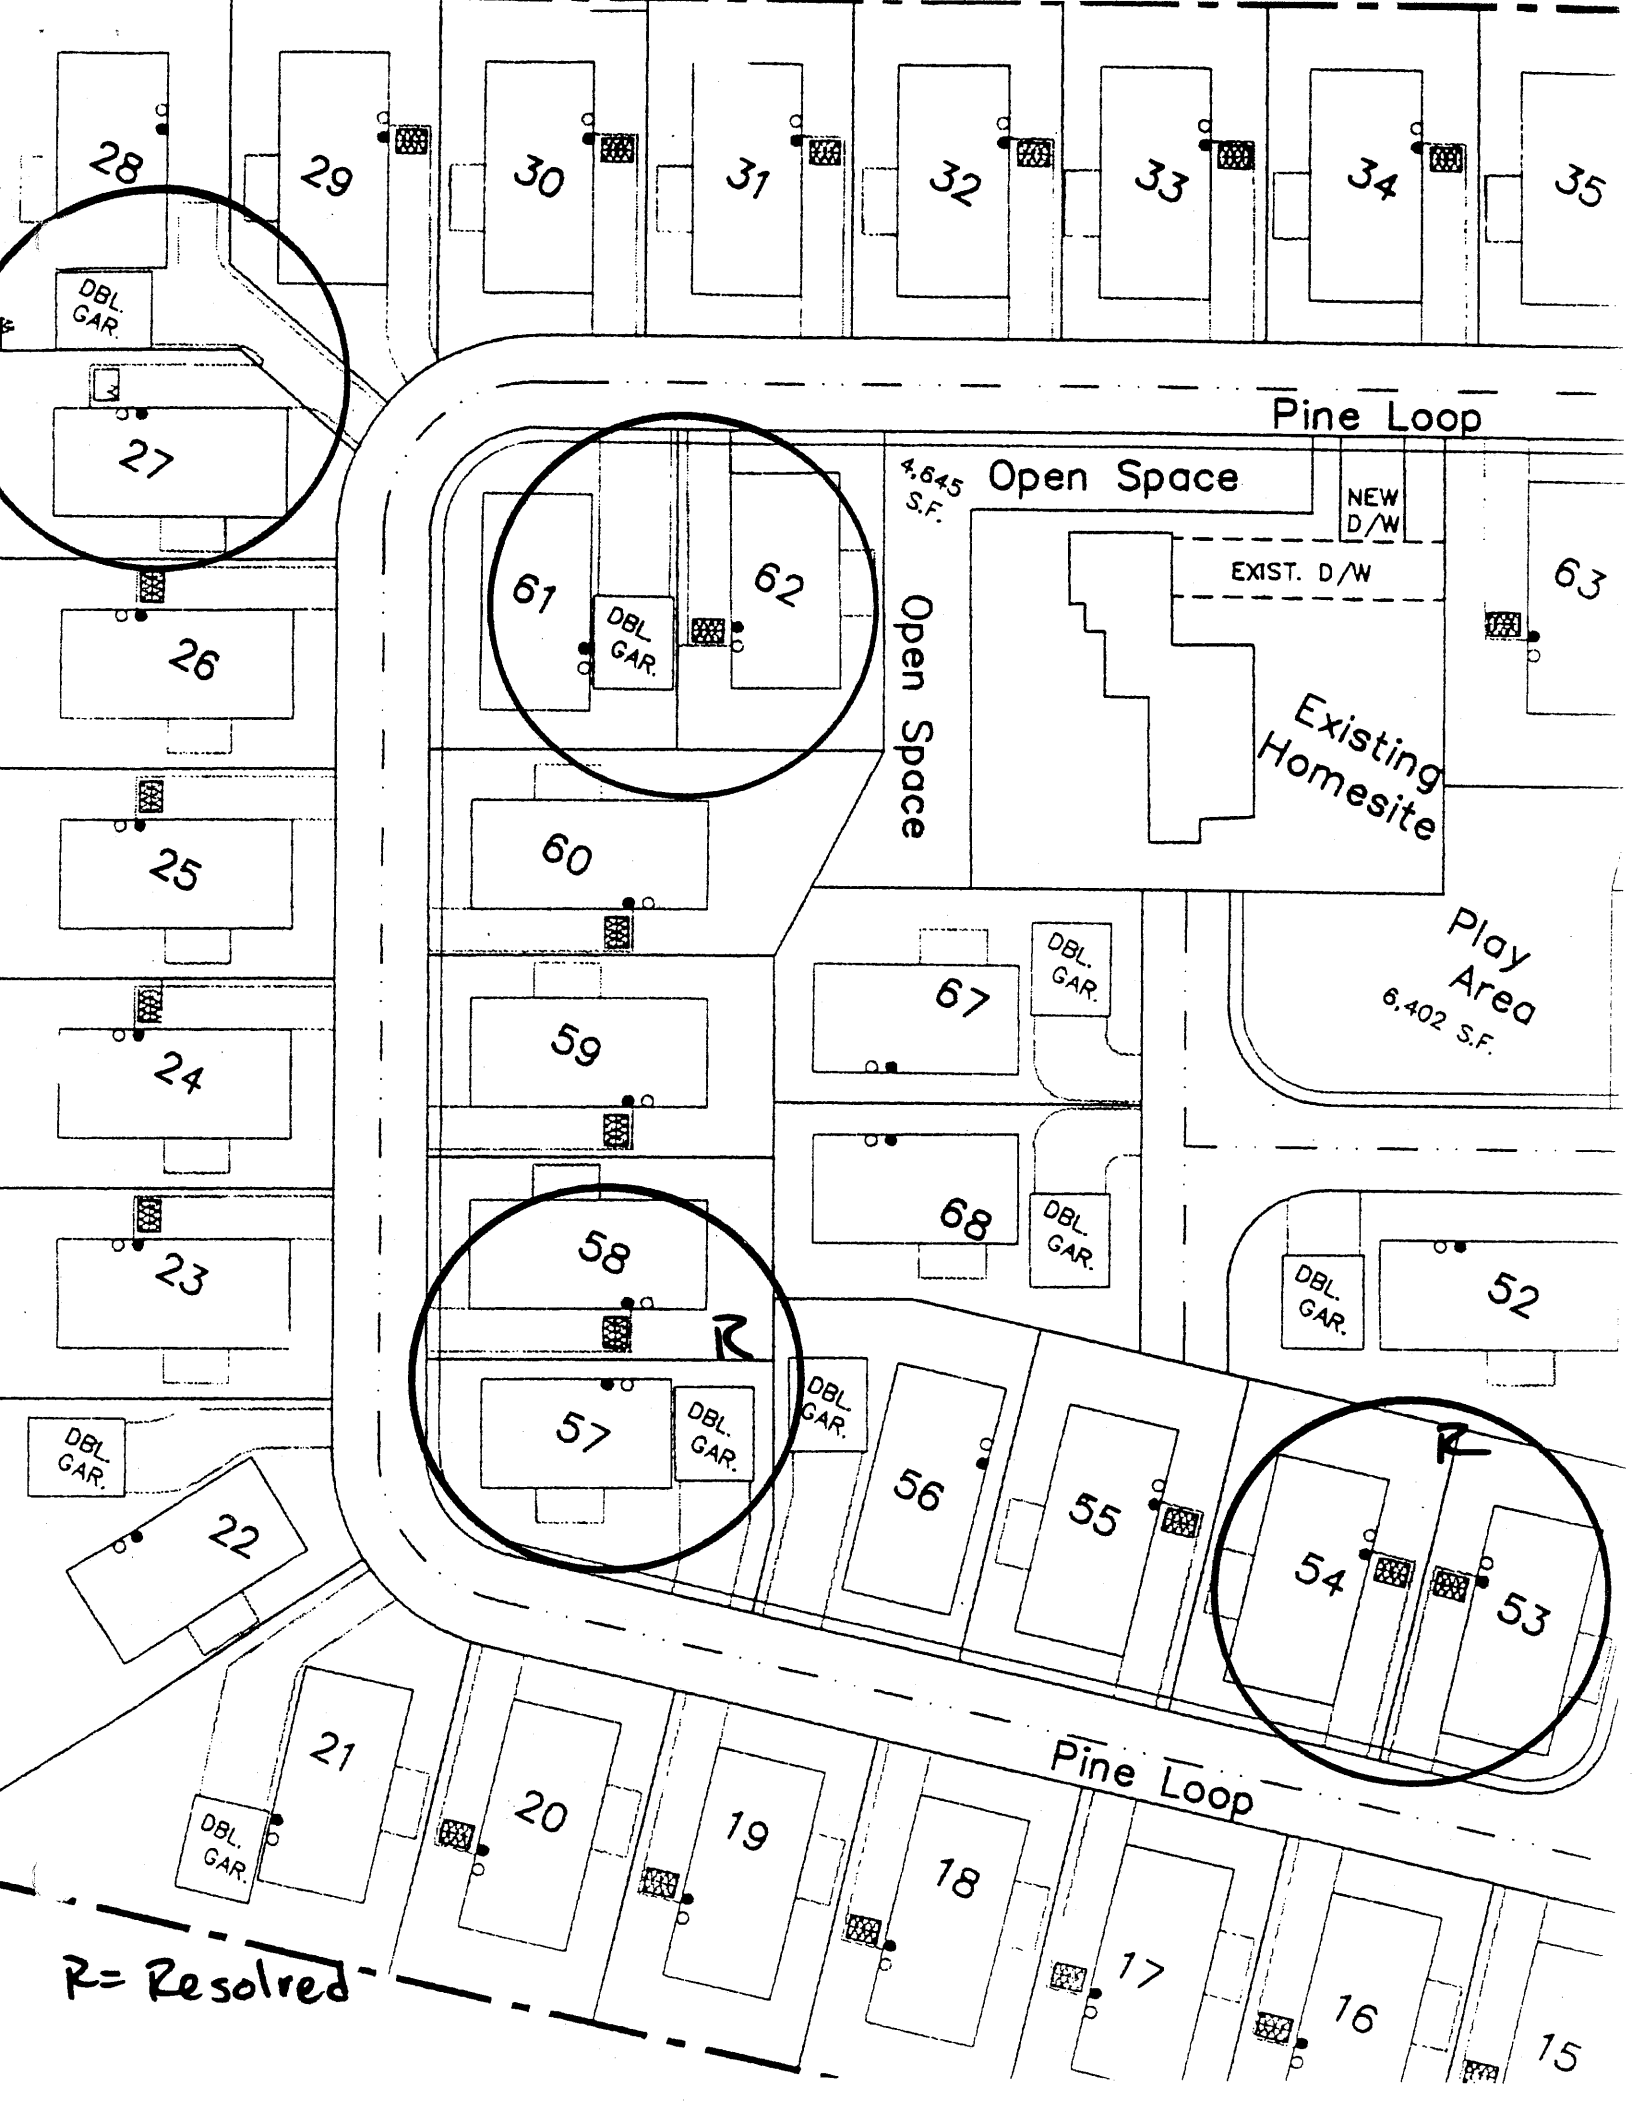 28
29
30
31
32
33
34
35
DBL.
GAR.
27
Pine Loop
4,645
S.F.
Open Space
NEW
D/W
EXIST. D/W
61
DBL.
GAR.
62
Open Space
63
26
Existing
Homesite
60
25
Play
Area
6,402 S.F.
67
DBL.
GAR.
59
24
68
DBL.
GAR.
58
23
52
DBL.
GAR.
R
57
DBL.
GAR.
DBL.
GAR.
R
DBL.
GAR.
22
56
55
54
53
21
Pine Loop
DBL.
GAR.
20
19
18
17
16
15
R= Resolved